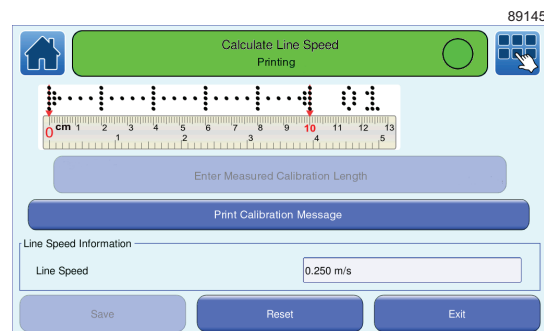 89145
Calculate Line Speed
Printing
01
0 cm 1 2 3 4 5 6 7 8 9 10 11 12 13
1 2 3 4 5
Enter Measured Calibration Length
Print Calibration Message
Line Speed Information
Line Speed 0.250 m/s
Save Reset Exit